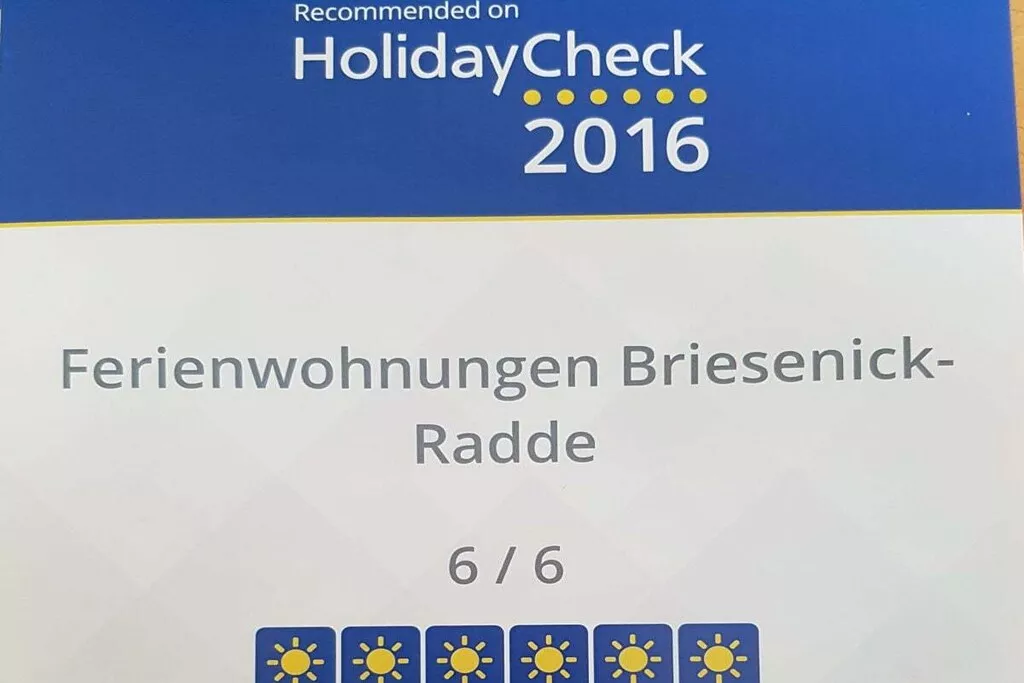 Recommended on
HolidayCheck
2016
Ferienwohnungen Briesenick-
Radde
6 / 6